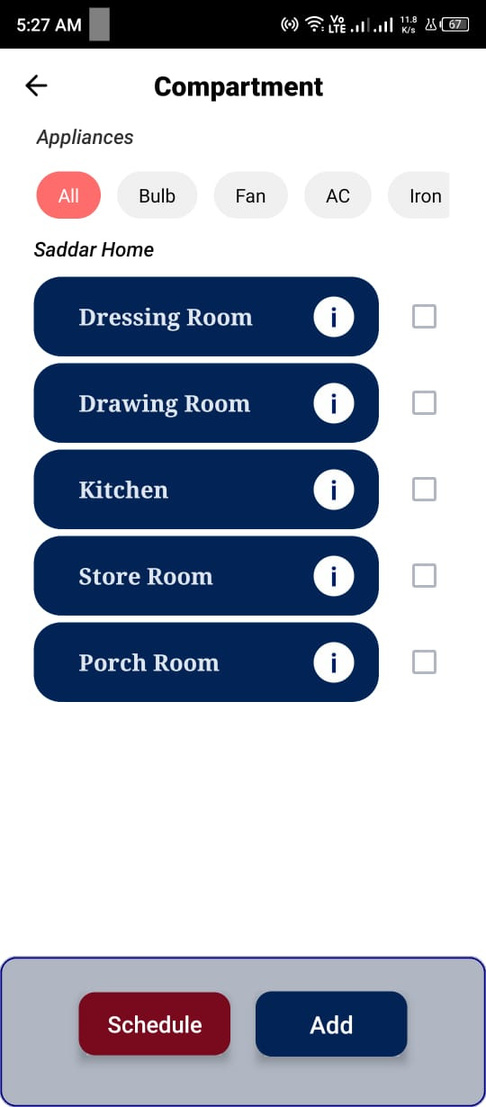 5:27 AM Vo LTE 11.8 K/s 67
Compartment
Appliances
All Bulb Fan AC Iron
Saddar Home
Dressing Room i
Drawing Room i
Kitchen i
Store Room i
Porch Room i
Schedule Add